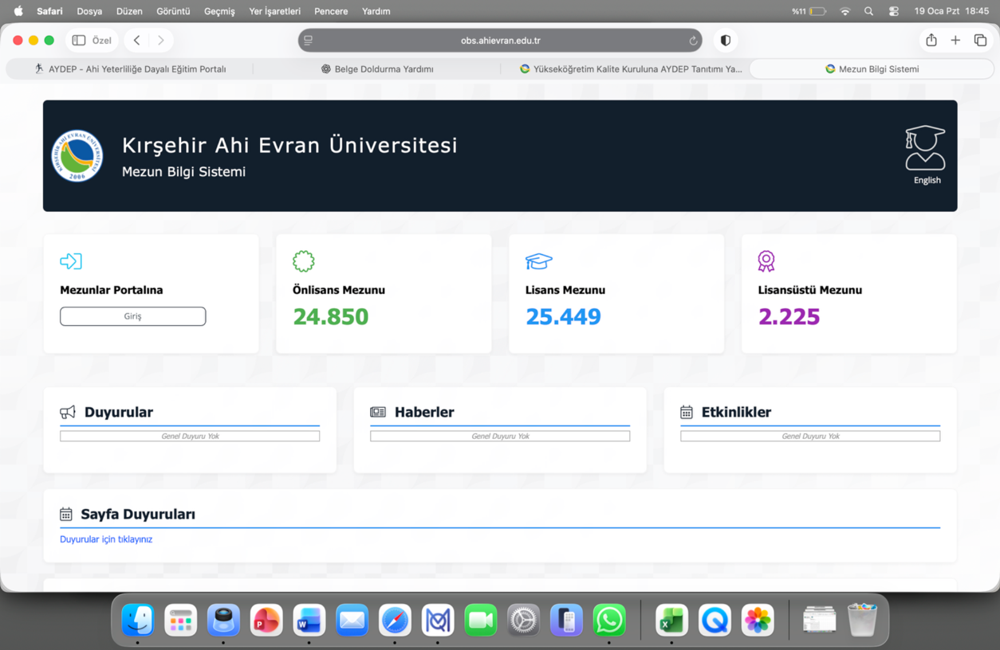 Safari Dosya Düzen Görüntü Geçmiş Yer İşaretleri Pencere Yardım %11 19 Oca Pzt 18:45
Özel obs.ahievran.edu.tr
AYDEP - Ahi Yeterliliğe Dayalı Eğitim Portalı Belge Doldurma Yardımı Yükseköğretim Kalite Kuruluna AYDEP Tanıtımı Ya... Mezun Bilgi Sistemi
KIRŞEHİR AHİ EVRAN ÜNİVERSİTESİ
2006
Kırşehir Ahi Evran Üniversitesi
Mezun Bilgi Sistemi
English
Mezunlar Portalına
Giriş
Önlisans Mezunu
24.850
Lisans Mezunu
25.449
Lisansüstü Mezunu
2.225
Duyurular
Genel Duyuru Yok
Haberler
Genel Duyuru Yok
Etkinlikler
Genel Duyuru Yok
Sayfa Duyuruları
Duyurular için tıklayınız
P
W
X